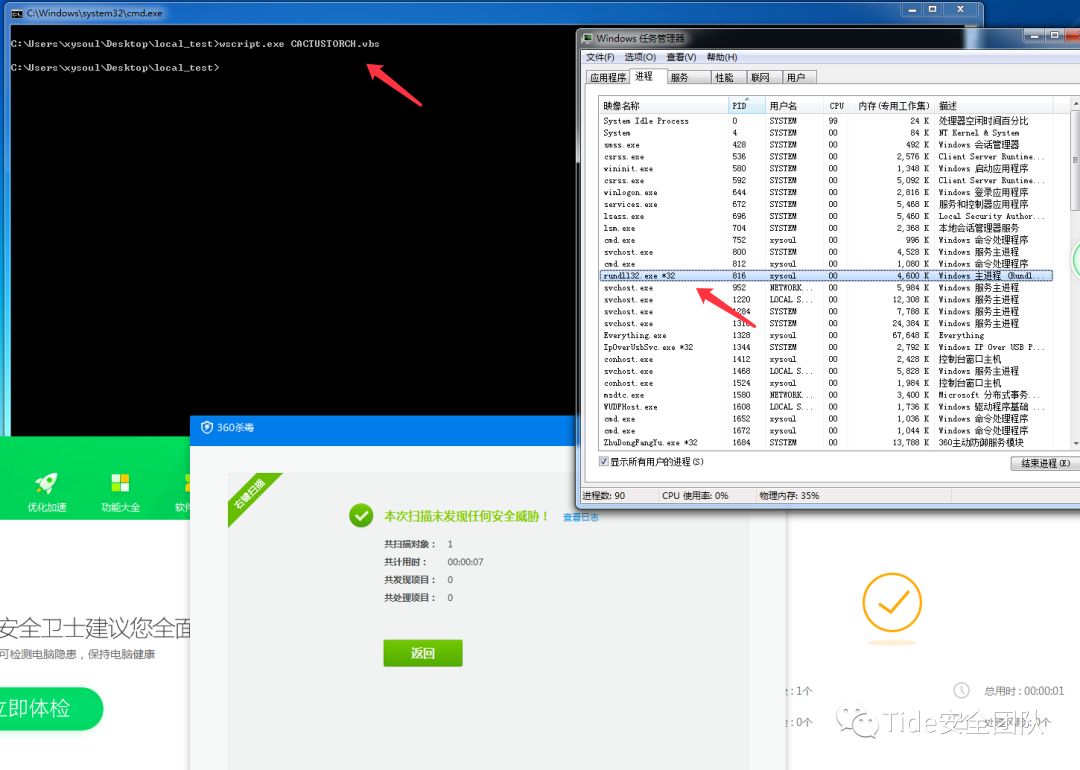 C:\Windows\system32\cmd.exe
C:\Users\xysoul\Desktop\local_test>wscript.exe CACTUSTORCH.vbs
C:\Users\xysoul\Desktop\local_test>
Windows 任务管理器
文件(F) 选项(O) 查看(V) 帮助(H)
应用程序 进程 服务 性能 联网 用户
映像名称 PID 用户名 CPU 内存(专用工作集) 描述
System Idle Process 0 SYSTEM 99 24 K 处理器空闲时间百分比
System 4 SYSTEM 00 84 K NT Kernel & System
smss.exe 428 SYSTEM 00 492 K Windows 会话管理器
csrss.exe 536 SYSTEM 00 2,576 K Client Server Runtime...
wininit.exe 580 SYSTEM 00 1,348 K Windows 启动应用程序
csrss.exe 592 SYSTEM 00 5,092 K Client Server Runtime...
winlogon.exe 644 SYSTEM 00 2,816 K Windows 登录应用程序
services.exe 672 SYSTEM 00 5,468 K 服务和控制器应用程序
lsass.exe 696 SYSTEM 00 5,460 K Local Security Author...
lsm.exe 704 SYSTEM 00 2,368 K 本地会话管理器服务
cmd.exe 752 xysoul 00 996 K Windows 命令处理程序
svchost.exe 800 SYSTEM 00 4,528 K Windows 服务主进程
cmd.exe 812 xysoul 00 1,080 K Windows 命令处理程序
rundll32.exe *32 816 xysoul 00 4,600 K Windows 主进程 (Rundl...
svchost.exe 952 NETWORK... 00 5,984 K Windows 服务主进程
svchost.exe 1220 LOCAL S... 00 12,308 K Windows 服务主进程
svchost.exe 1284 SYSTEM 00 7,788 K Windows 服务主进程
svchost.exe SYSTEM 00 24,384 K Windows 服务主进程
Everything.exe 1328 xysoul 00 67,648 K Everything
IpOverUsbSvc.exe *32 1344 SYSTEM 00 2,792 K Windows IP Over USB P...
conhost.exe 1412 xysoul 00 2,428 K 控制台窗口主机
svchost.exe 1468 LOCAL S... 00 5,828 K Windows 服务主进程
conhost.exe 1524 xysoul 00 1,984 K 控制台窗口主机
msdtc.exe 1580 NETWORK... 00 3,400 K Microsoft 分布式事务...
WUDFHost.exe 1608 LOCAL S... 00 1,736 K Windows 驱动程序基础 ...
cmd.exe 1652 xysoul 00 1,036 K Windows 命令处理程序
cmd.exe 1672 xysoul 00 1,044 K Windows 命令处理程序
ZhuDongFangYu.exe *32 1684 SYSTEM 00 13,788 K 360主动防御服务模块
显示所有用户的进程(S)
结束进程(E)
进程数: 90 CPU 使用率: 0% 物理内存: 35%
360杀毒
优化加速 功能大全 软件
右键扫描
本次扫描未发现任何安全威胁！ 查看日志
共扫描对象： 1
共计用时： 00:00:07
共发现项目： 0
共处理项目： 0
返回
安全卫士建议您全面
可检测电脑隐患，保持电脑健康
立即体检
: 1个 总用时 : 00:00:01
: 0个
Tide安全团队